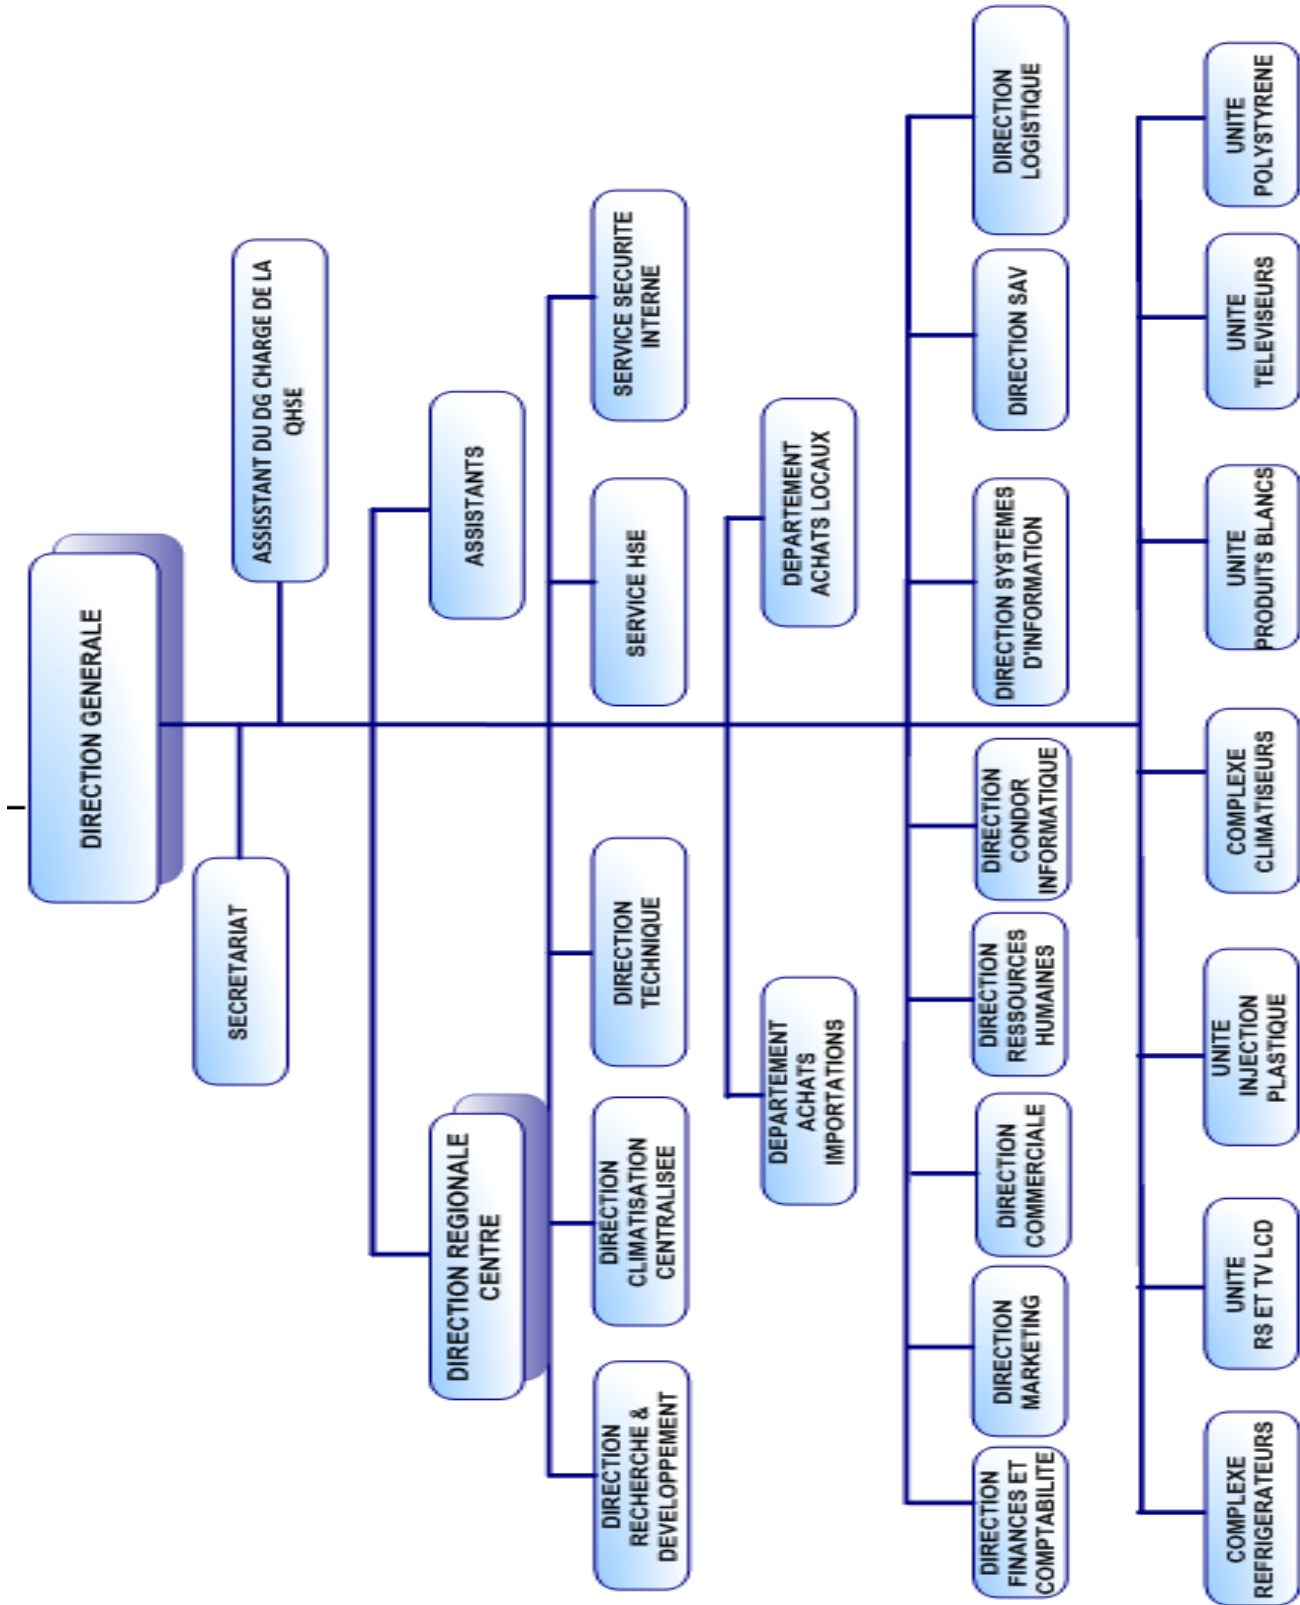 DIRECTION GENERALE
SECRETARIAT
ASSISSTANT DU DG CHARGE DE LA
QHSE
DIRECTION REGIONALE
CENTRE
ASSISTANTS
DIRECTION
RECHERCHE &
DEVELOPPEMENT
DIRECTION
CLIMATISATION
CENTRALISEE
DIRECTION
TECHNIQUE
SERVICE HSE
SERVICE SECURITE
INTERNE
DEPARTEMENT
ACHATS
IMPORTATIONS
DEPARTEMENT
ACHATS LOCAUX
DIRECTION
FINANCES ET
COMPTABILITE
DIRECTION
MARKETING
DIRECTION
COMMERCIALE
DIRECTION
RESSOURCES
HUMAINES
DIRECTION
CONDOR
INFORMATIQUE
DIRECTION SYSTEMES
D'INFORMATION
DIRECTION SAV
DIRECTION
LOGISTIQUE
COMPLEXE
REFRIGERATEURS
UNITE
RS ET TV LCD
UNITE
INJECTION
PLASTIQUE
COMPLEXE
CLIMATISEURS
UNITE
PRODUITS BLANCS
UNITE
TELEVISEURS
UNITE
POLYSTYRENE